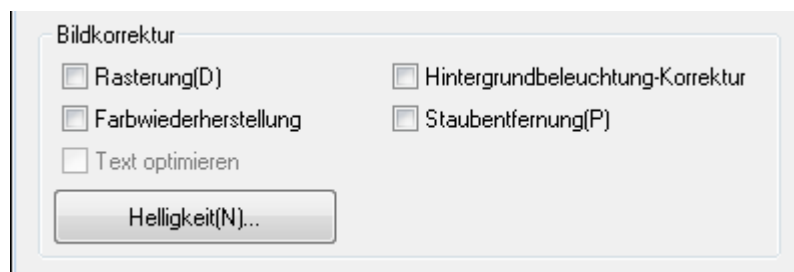 Bildkorrektur
Rasterung(D)
Hintergrundbeleuchtung-Korrektur
Farbwiederherstellung
Staubentfernung(P)
Text optimieren
Helligkeit(N)...